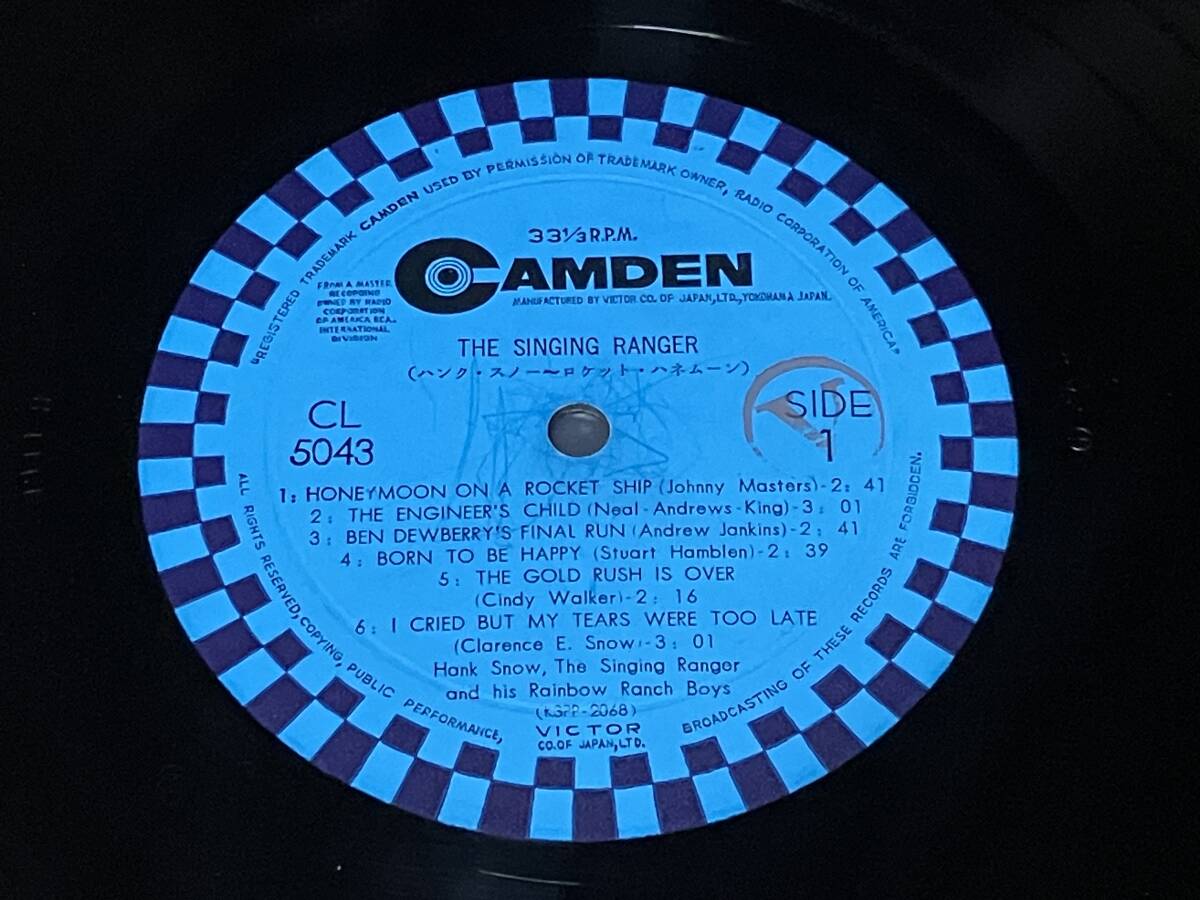 "REGISTERED TRADEMARK CAMDEN USED BY PERMISSION OF TRADEMARK OWNER, RADIO CORPORATION OF AMERICA"
33⅓ R.P.M.
CAMDEN
MANUFACTURED BY VICTOR CO. OF JAPAN, LTD., YOKOHAMA JAPAN.
FROM A MASTER
RECORDING
OWNED BY RADIO
CORPORATION
OF AMERICA RCA.
INTERNATIONAL
DIVISION
THE SINGING RANGER
(ハンク・スノー〜ロケット・ハネムーン)
CL
5043
SIDE
1
1: HONEYMOON ON A ROCKET SHIP (Johnny Masters)-2: 41
2: THE ENGINEER'S CHILD (Neal-Andrews-King)-3: 01
3: BEN DEWBERRY'S FINAL RUN (Andrew Jankins)-2: 41
4: BORN TO BE HAPPY (Stuart Hamblen)-2: 39
5: THE GOLD RUSH IS OVER
(Cindy Walker)-2: 16
6: I CRIED BUT MY TEARS WERE TOO LATE
(Clarence E. Snow)-3: 01
Hank Snow, The Singing Ranger
and his Rainbow Ranch Boys
(KSPP-2068)
VICTOR
CO. OF JAPAN, LTD.
ALL RIGHTS RESERVED, COPYING, PUBLIC PERFORMANCE, BROADCASTING OF THESE RECORDS ARE FORBIDDEN.